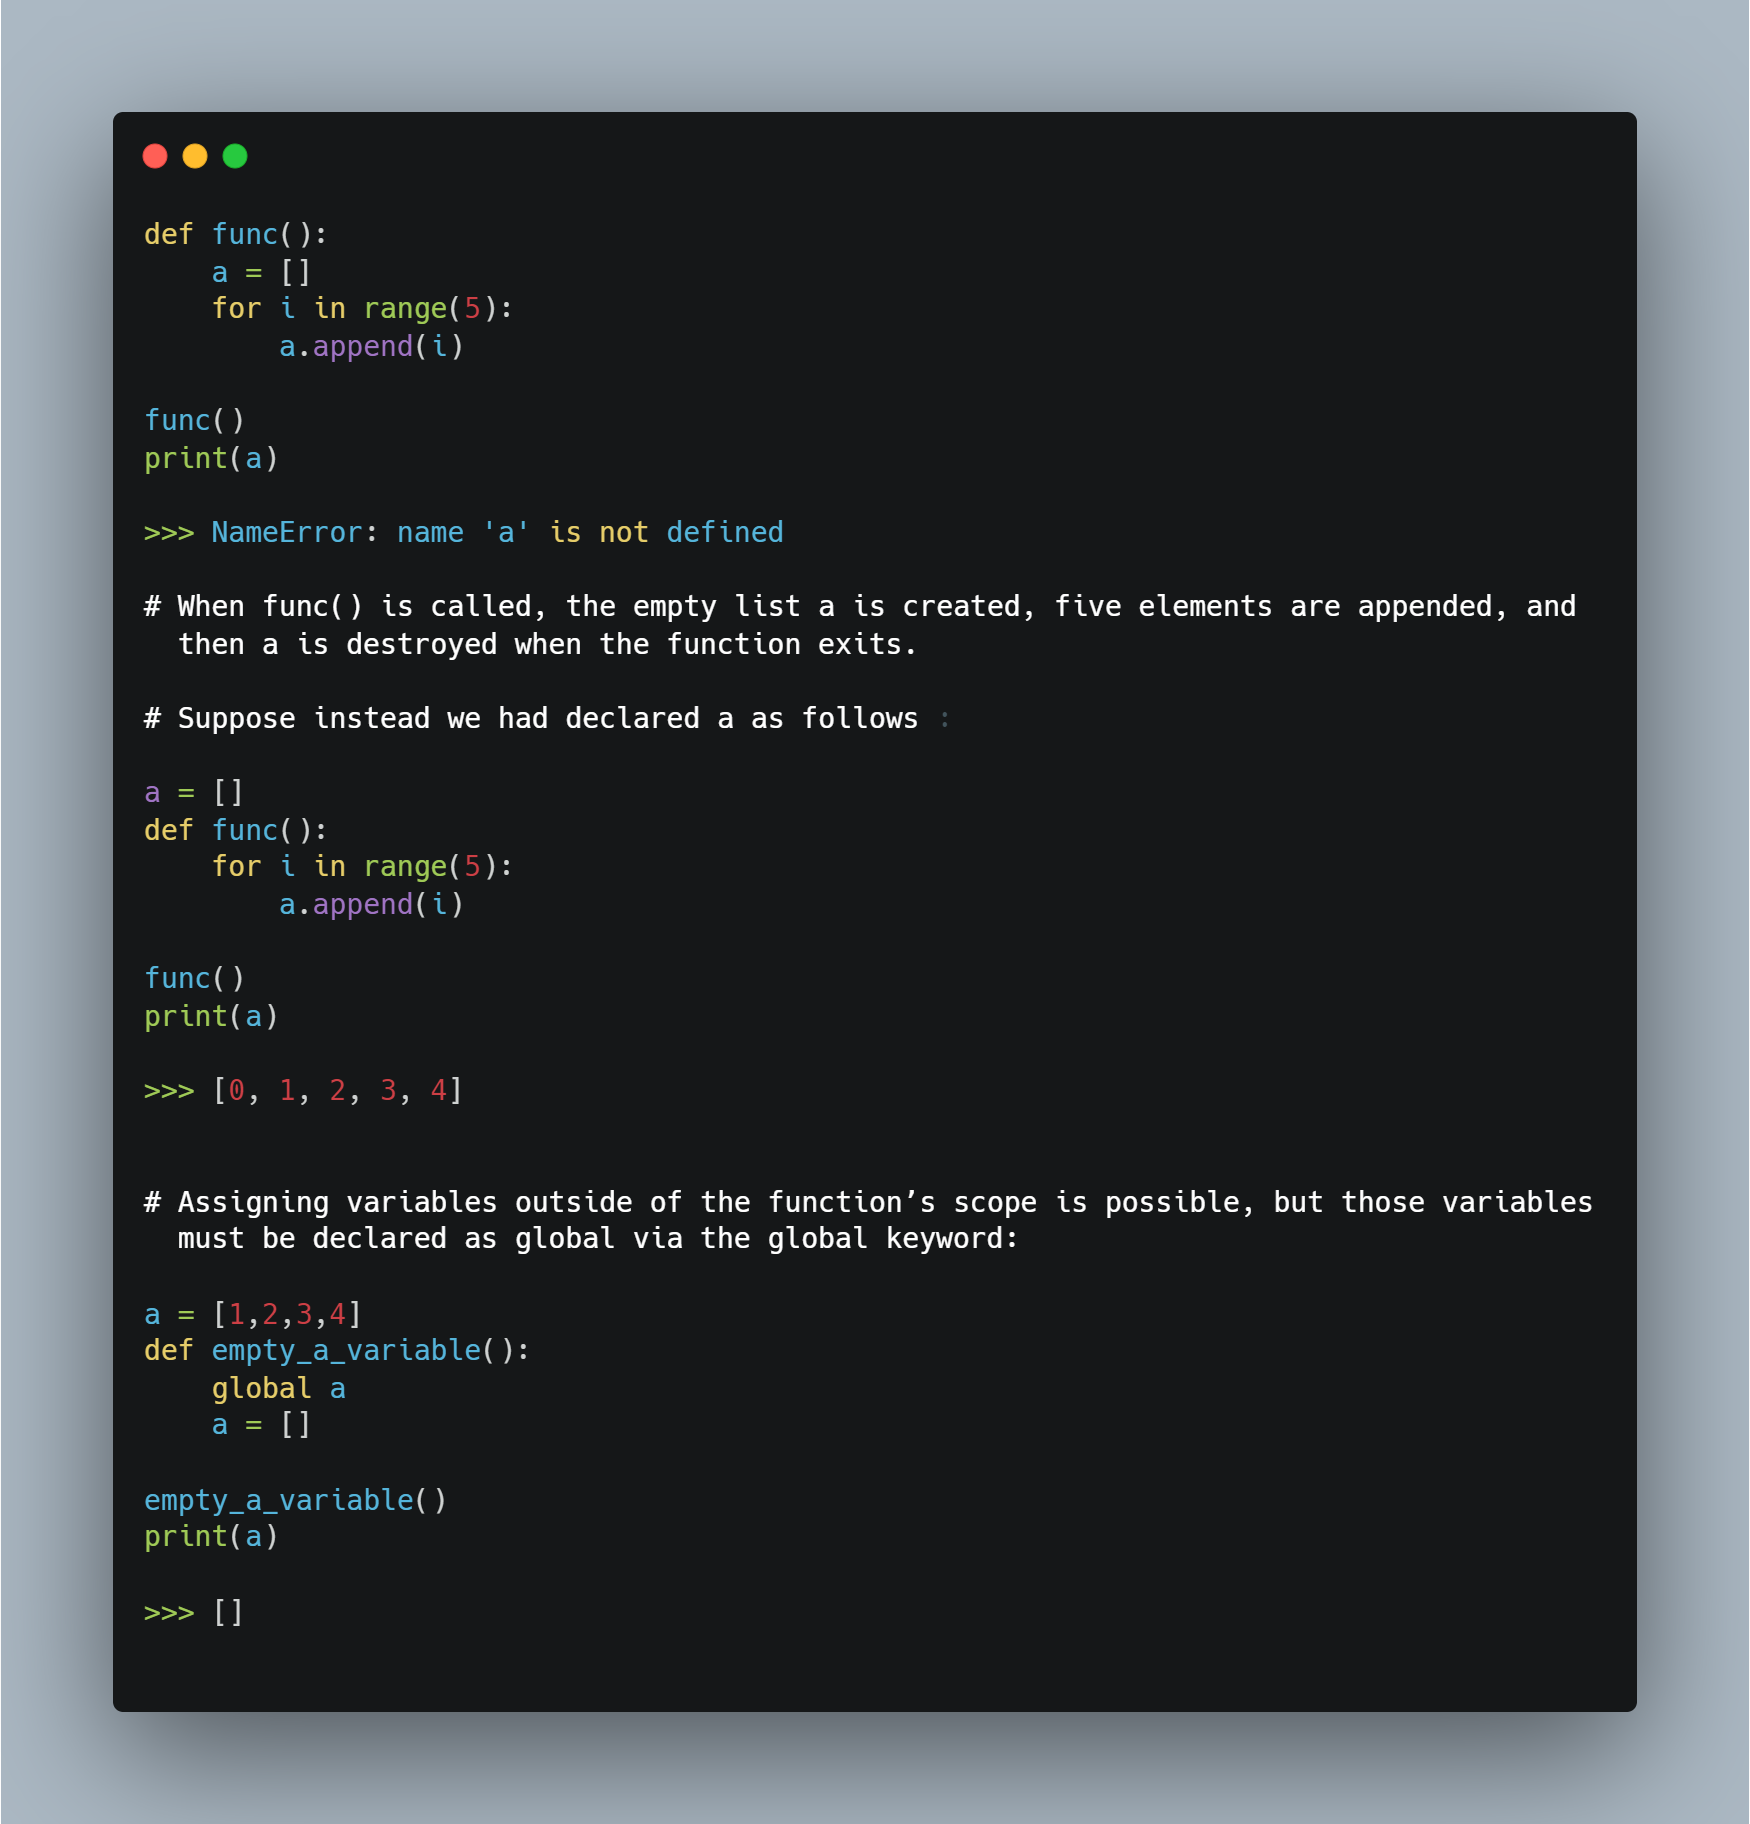 def func():
    a = []
    for i in range(5):
        a.append(i)

func()
print(a)

>>> NameError: name 'a' is not defined

# When func() is called, the empty list a is created, five elements are appended, and
  then a is destroyed when the function exits.

# Suppose instead we had declared a as follows :

a = []
def func():
    for i in range(5):
        a.append(i)

func()
print(a)

>>> [0, 1, 2, 3, 4]


# Assigning variables outside of the function’s scope is possible, but those variables
  must be declared as global via the global keyword:

a = [1,2,3,4]
def empty_a_variable():
    global a
    a = []

empty_a_variable()
print(a)

>>> []